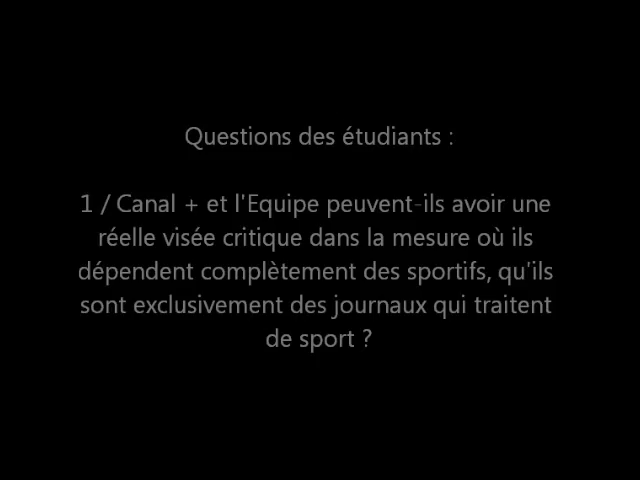 Questions des étudiants :
1 / Canal + et l'Equipe peuvent-ils avoir une
réelle visée critique dans la mesure où ils
dépendent complètement des sportifs, qu'ils
sont exclusivement des journaux qui traitent
de sport ?